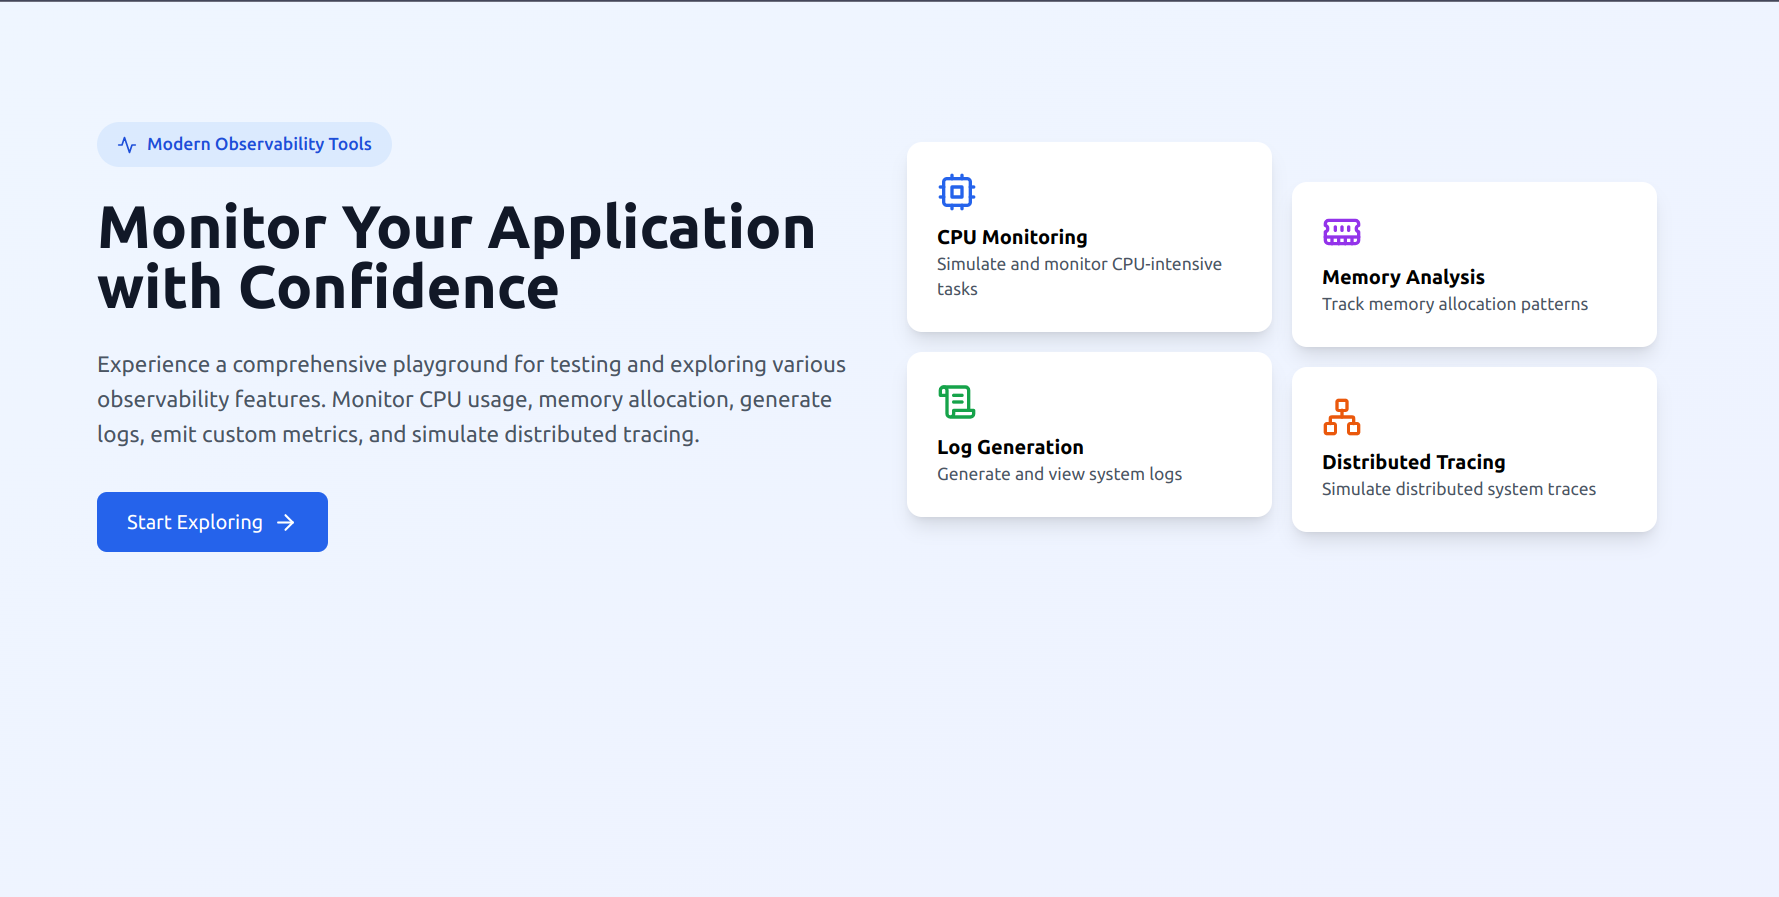 Modern Observability Tools
Monitor Your Application
with Confidence
Experience a comprehensive playground for testing and exploring various
observability features. Monitor CPU usage, memory allocation, generate
logs, emit custom metrics, and simulate distributed tracing.
Start Exploring
CPU Monitoring
Simulate and monitor CPU-intensive
tasks
Memory Analysis
Track memory allocation patterns
Log Generation
Generate and view system logs
Distributed Tracing
Simulate distributed system traces